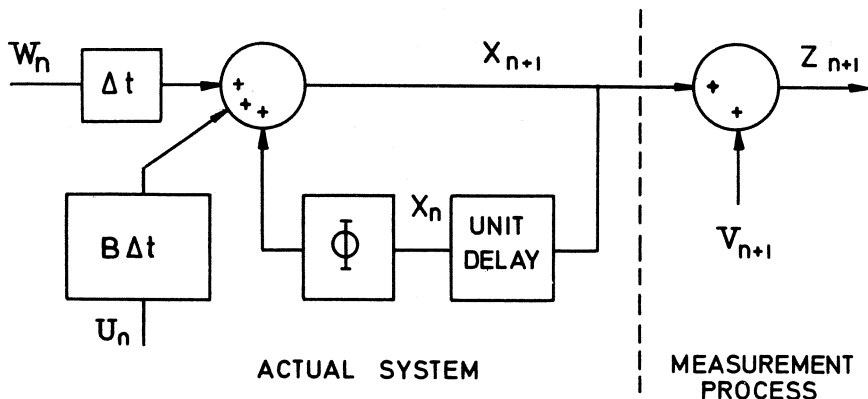 W_n
Δt
X_{n+1}
Z_{n+1}
+
+
+
+
+
BΔt
Φ
X_n
UNIT
DELAY
V_{n+1}
U_n
ACTUAL SYSTEM
MEASUREMENT
PROCESS